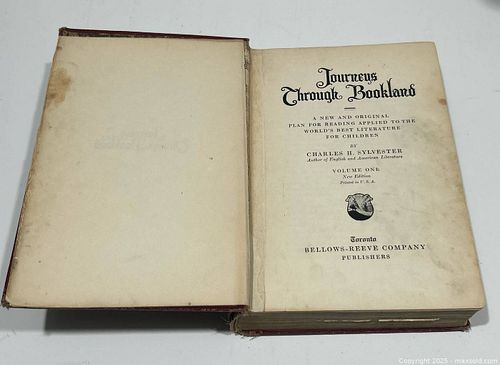 Journeys
Through Bookland
A NEW AND ORIGINAL
PLAN FOR READING APPLIED TO THE
WORLD'S BEST LITERATURE
FOR CHILDREN
BY
CHARLES H. SYLVESTER
Author of English and American Literature
VOLUME ONE
New Edition
Printed in U. S. A.
Toronto
BELLOWS-REEVE COMPANY
PUBLISHERS
Copyright 2025 - maxsold.com